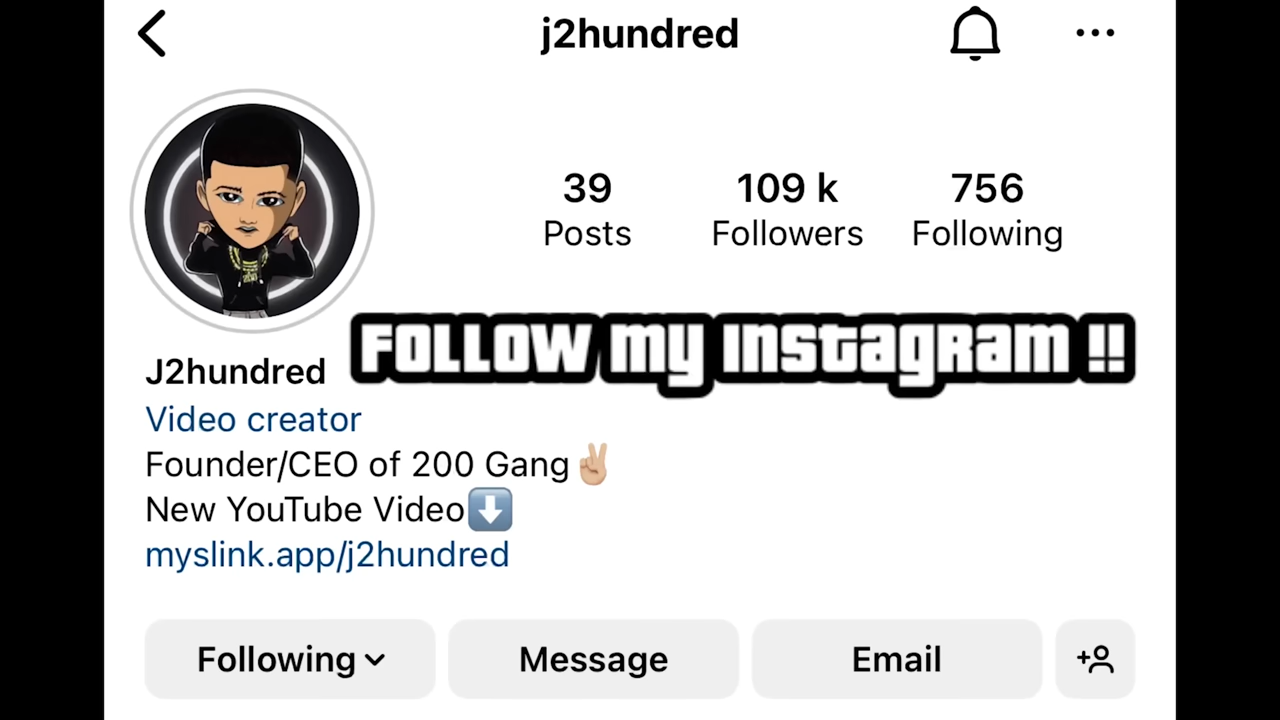 j2hundred
39 109 k 756
Posts Followers Following
FOLLOW my INSTAGRAM !!
J2hundred
Video creator
Founder/CEO of 200 Gang✌🏼
New YouTube Video⬇️
myslink.app/j2hundred
Following Message Email